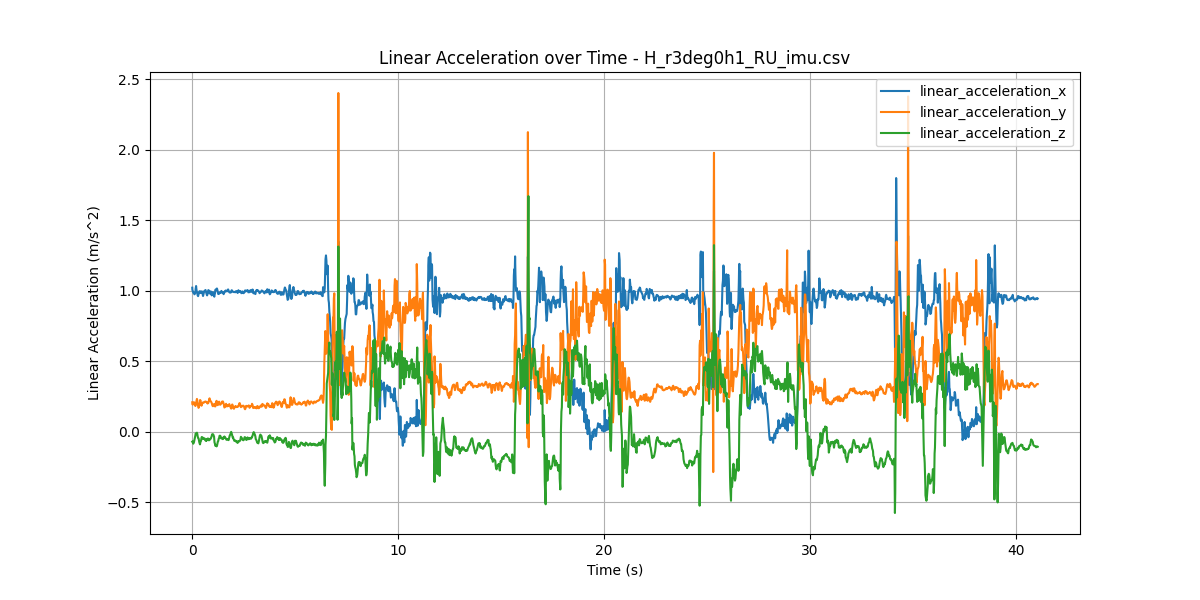 Linear Acceleration over Time - H_r3deg0h1_RU_imu.csv
linear_acceleration_x
linear_acceleration_y
linear_acceleration_z
Linear Acceleration (m/s^2)
2.5
2.0
1.5
1.0
0.5
0.0
−0.5
0 10 20 30 40
Time (s)